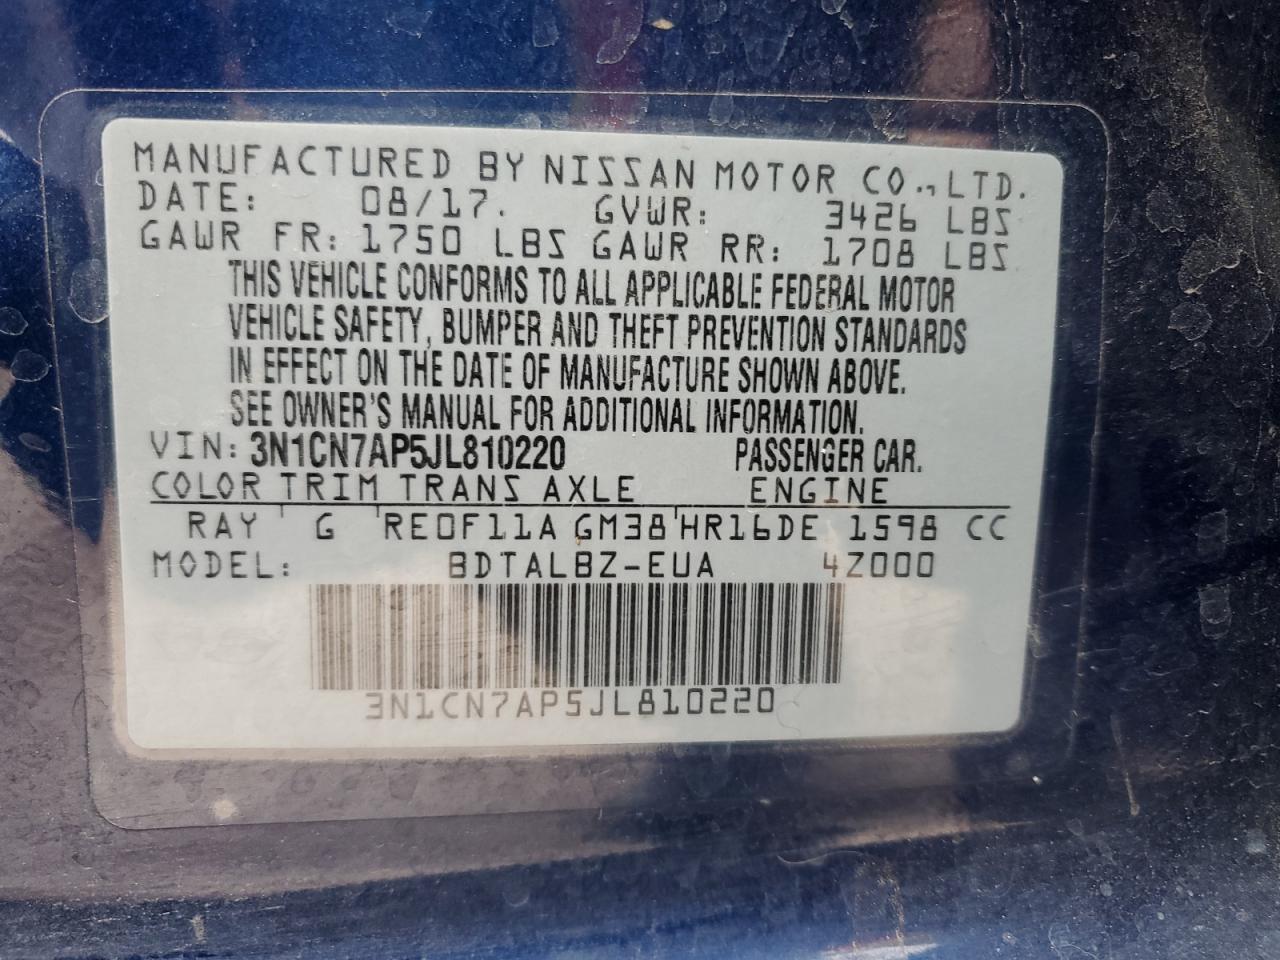 MANUFACTURED BY NISSAN MOTOR CO.,LTD.
DATE: 08/17. GVWR: 3426 LBS
GAWR FR: 1750 LBS GAWR RR: 1708 LBS
THIS VEHICLE CONFORMS TO ALL APPLICABLE FEDERAL MOTOR
VEHICLE SAFETY, BUMPER AND THEFT PREVENTION STANDARDS
IN EFFECT ON THE DATE OF MANUFACTURE SHOWN ABOVE.
SEE OWNER'S MANUAL FOR ADDITIONAL INFORMATION.
VIN: 3N1CN7AP5JL810220 PASSENGER CAR.
COLOR TRIM TRANS AXLE ENGINE
RAY G RE0F11A GM38 HR16DE 1598 CC
MODEL: BDTALBZ-EUA 4Z000
3N1CN7AP5JL810220